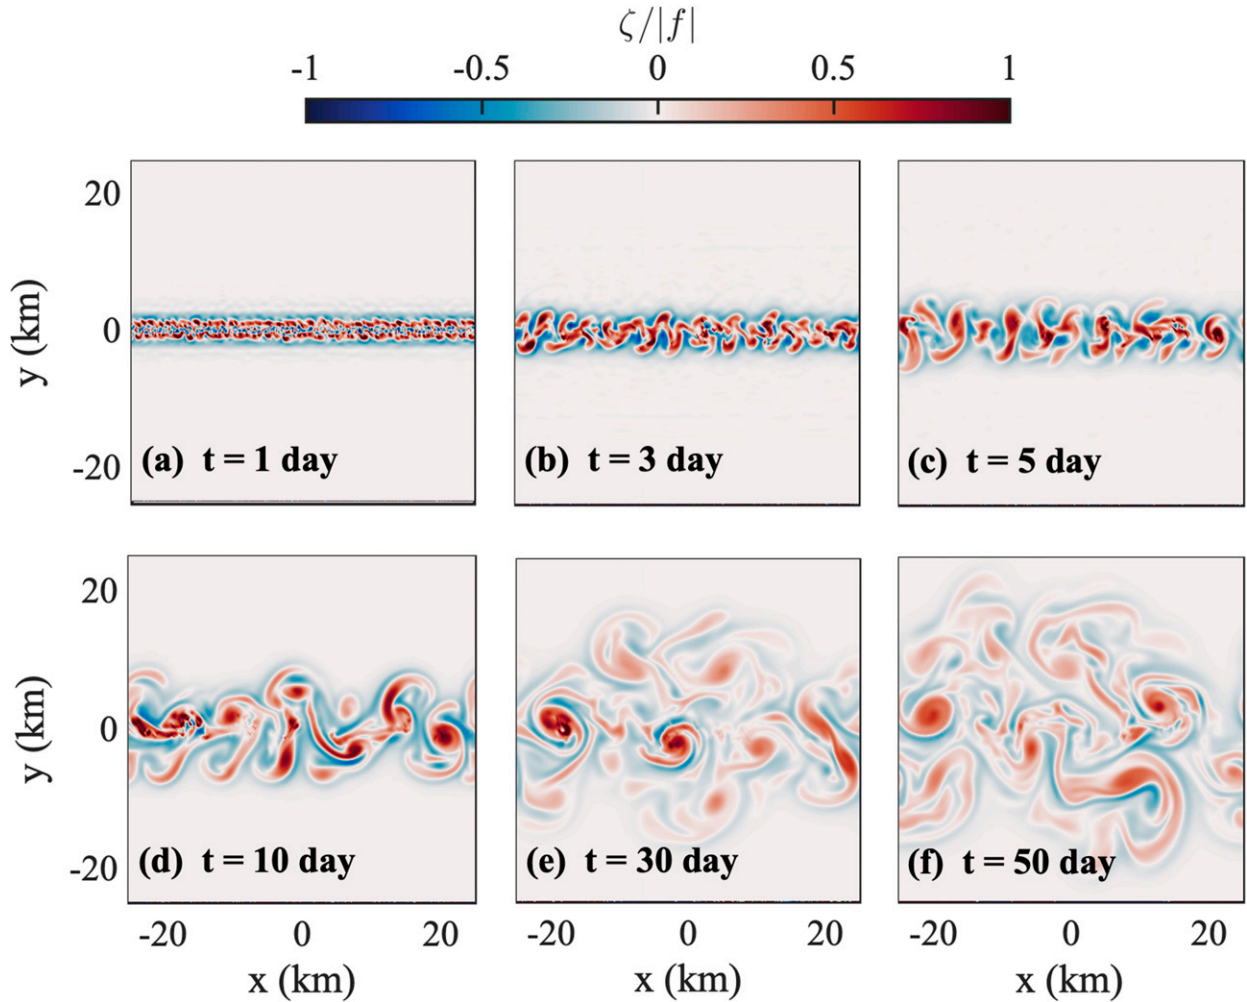 ζ/|f|
-1 -0.5 0 0.5 1
20
0
-20
y (km)
(a) t = 1 day
(b) t = 3 day
(c) t = 5 day
20
0
-20
y (km)
(d) t = 10 day
(e) t = 30 day
(f) t = 50 day
-20 0 20
-20 0 20
-20 0 20
x (km)
x (km)
x (km)